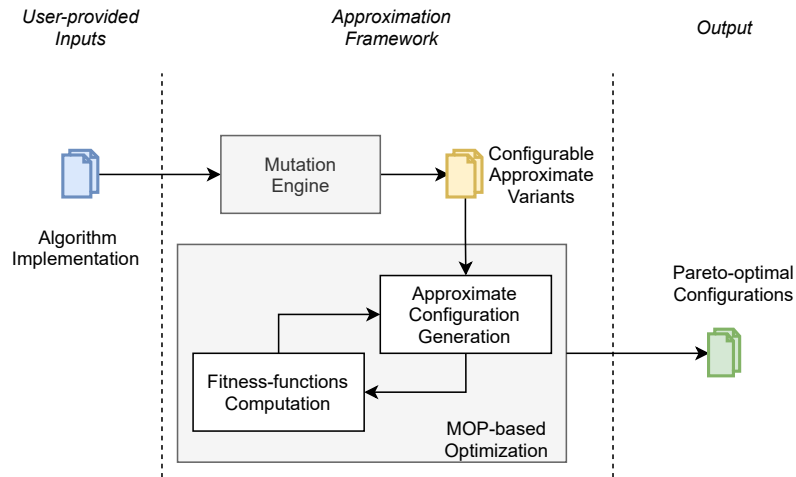 User-provided
Inputs
Approximation
Framework
Output
Mutation
Engine
Configurable
Approximate
Variants
Algorithm
Implementation
Approximate
Configuration
Generation
Pareto-optimal
Configurations
Fitness-functions
Computation
MOP-based
Optimization